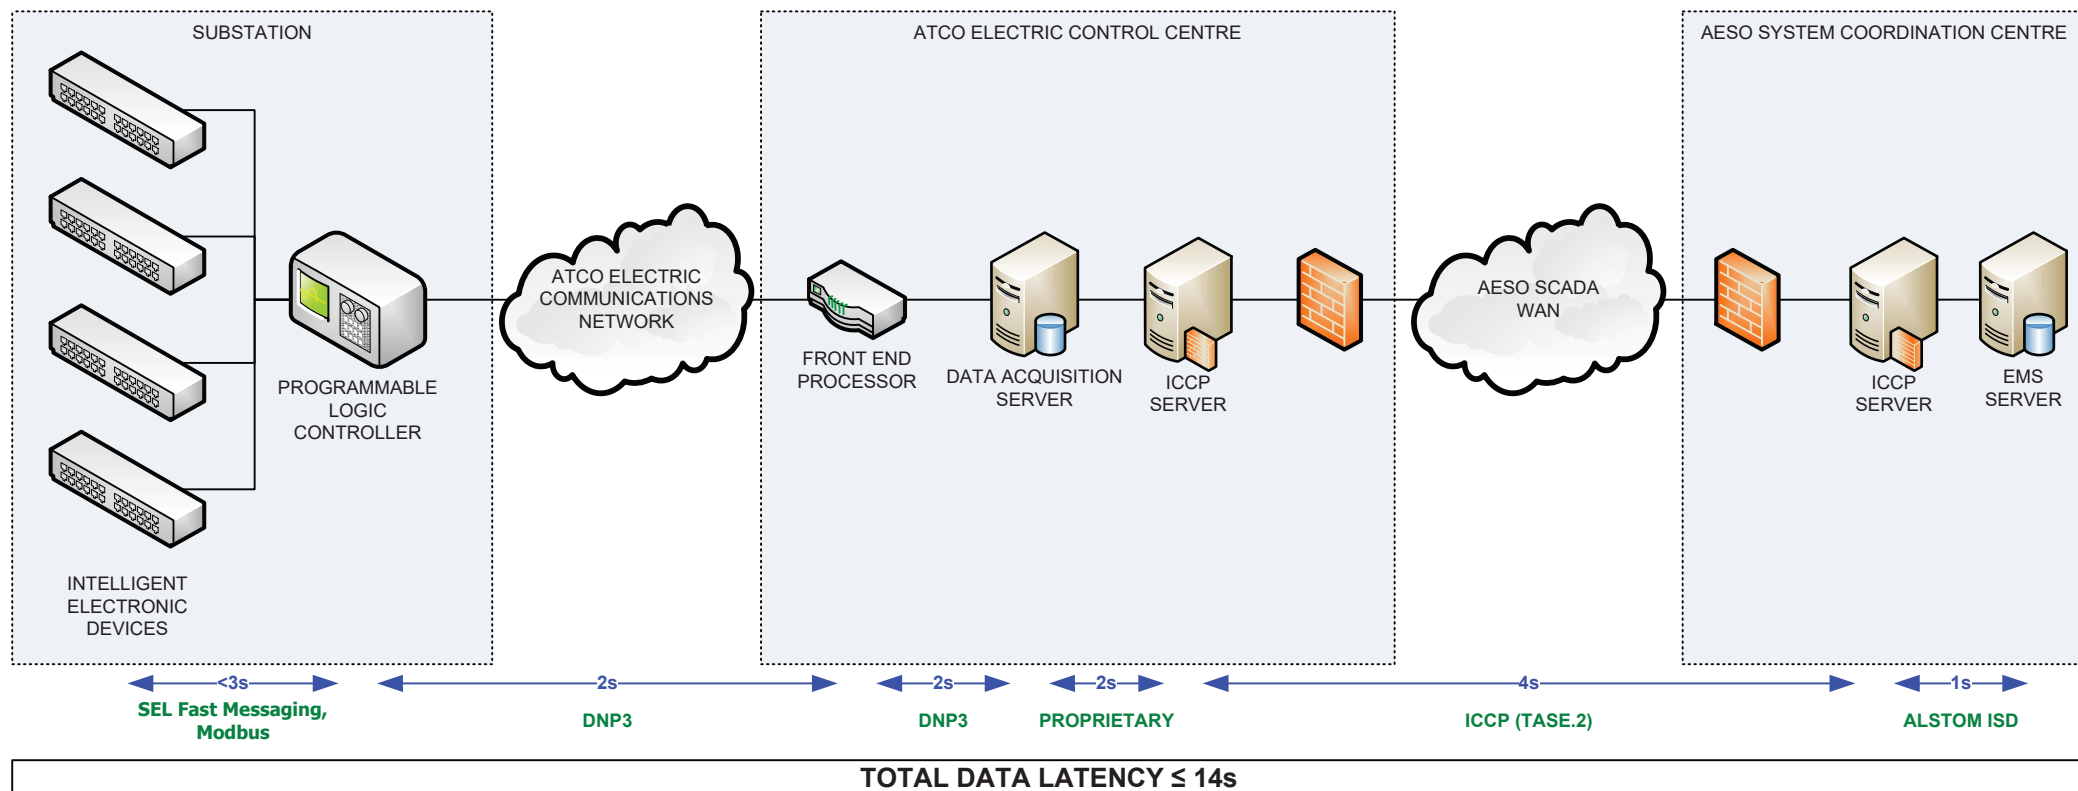 SUBSTATION
ATCO ELECTRIC CONTROL CENTRE
AESO SYSTEM COORDINATION CENTRE
INTELLIGENT
ELECTRONIC
DEVICES
PROGRAMMABLE
LOGIC
CONTROLLER
ATCO ELECTRIC
COMMUNICATIONS
NETWORK
FRONT END
PROCESSOR
DATA ACQUISITION
SERVER
ICCP
SERVER
AESO SCADA
WAN
ICCP
SERVER
EMS
SERVER
<3s
2s
2s
2s
4s
1s
SEL Fast Messaging,
Modbus
DNP3
DNP3
PROPRIETARY
ICCP (TASE.2)
ALSTOM ISD
TOTAL DATA LATENCY ≤ 14s